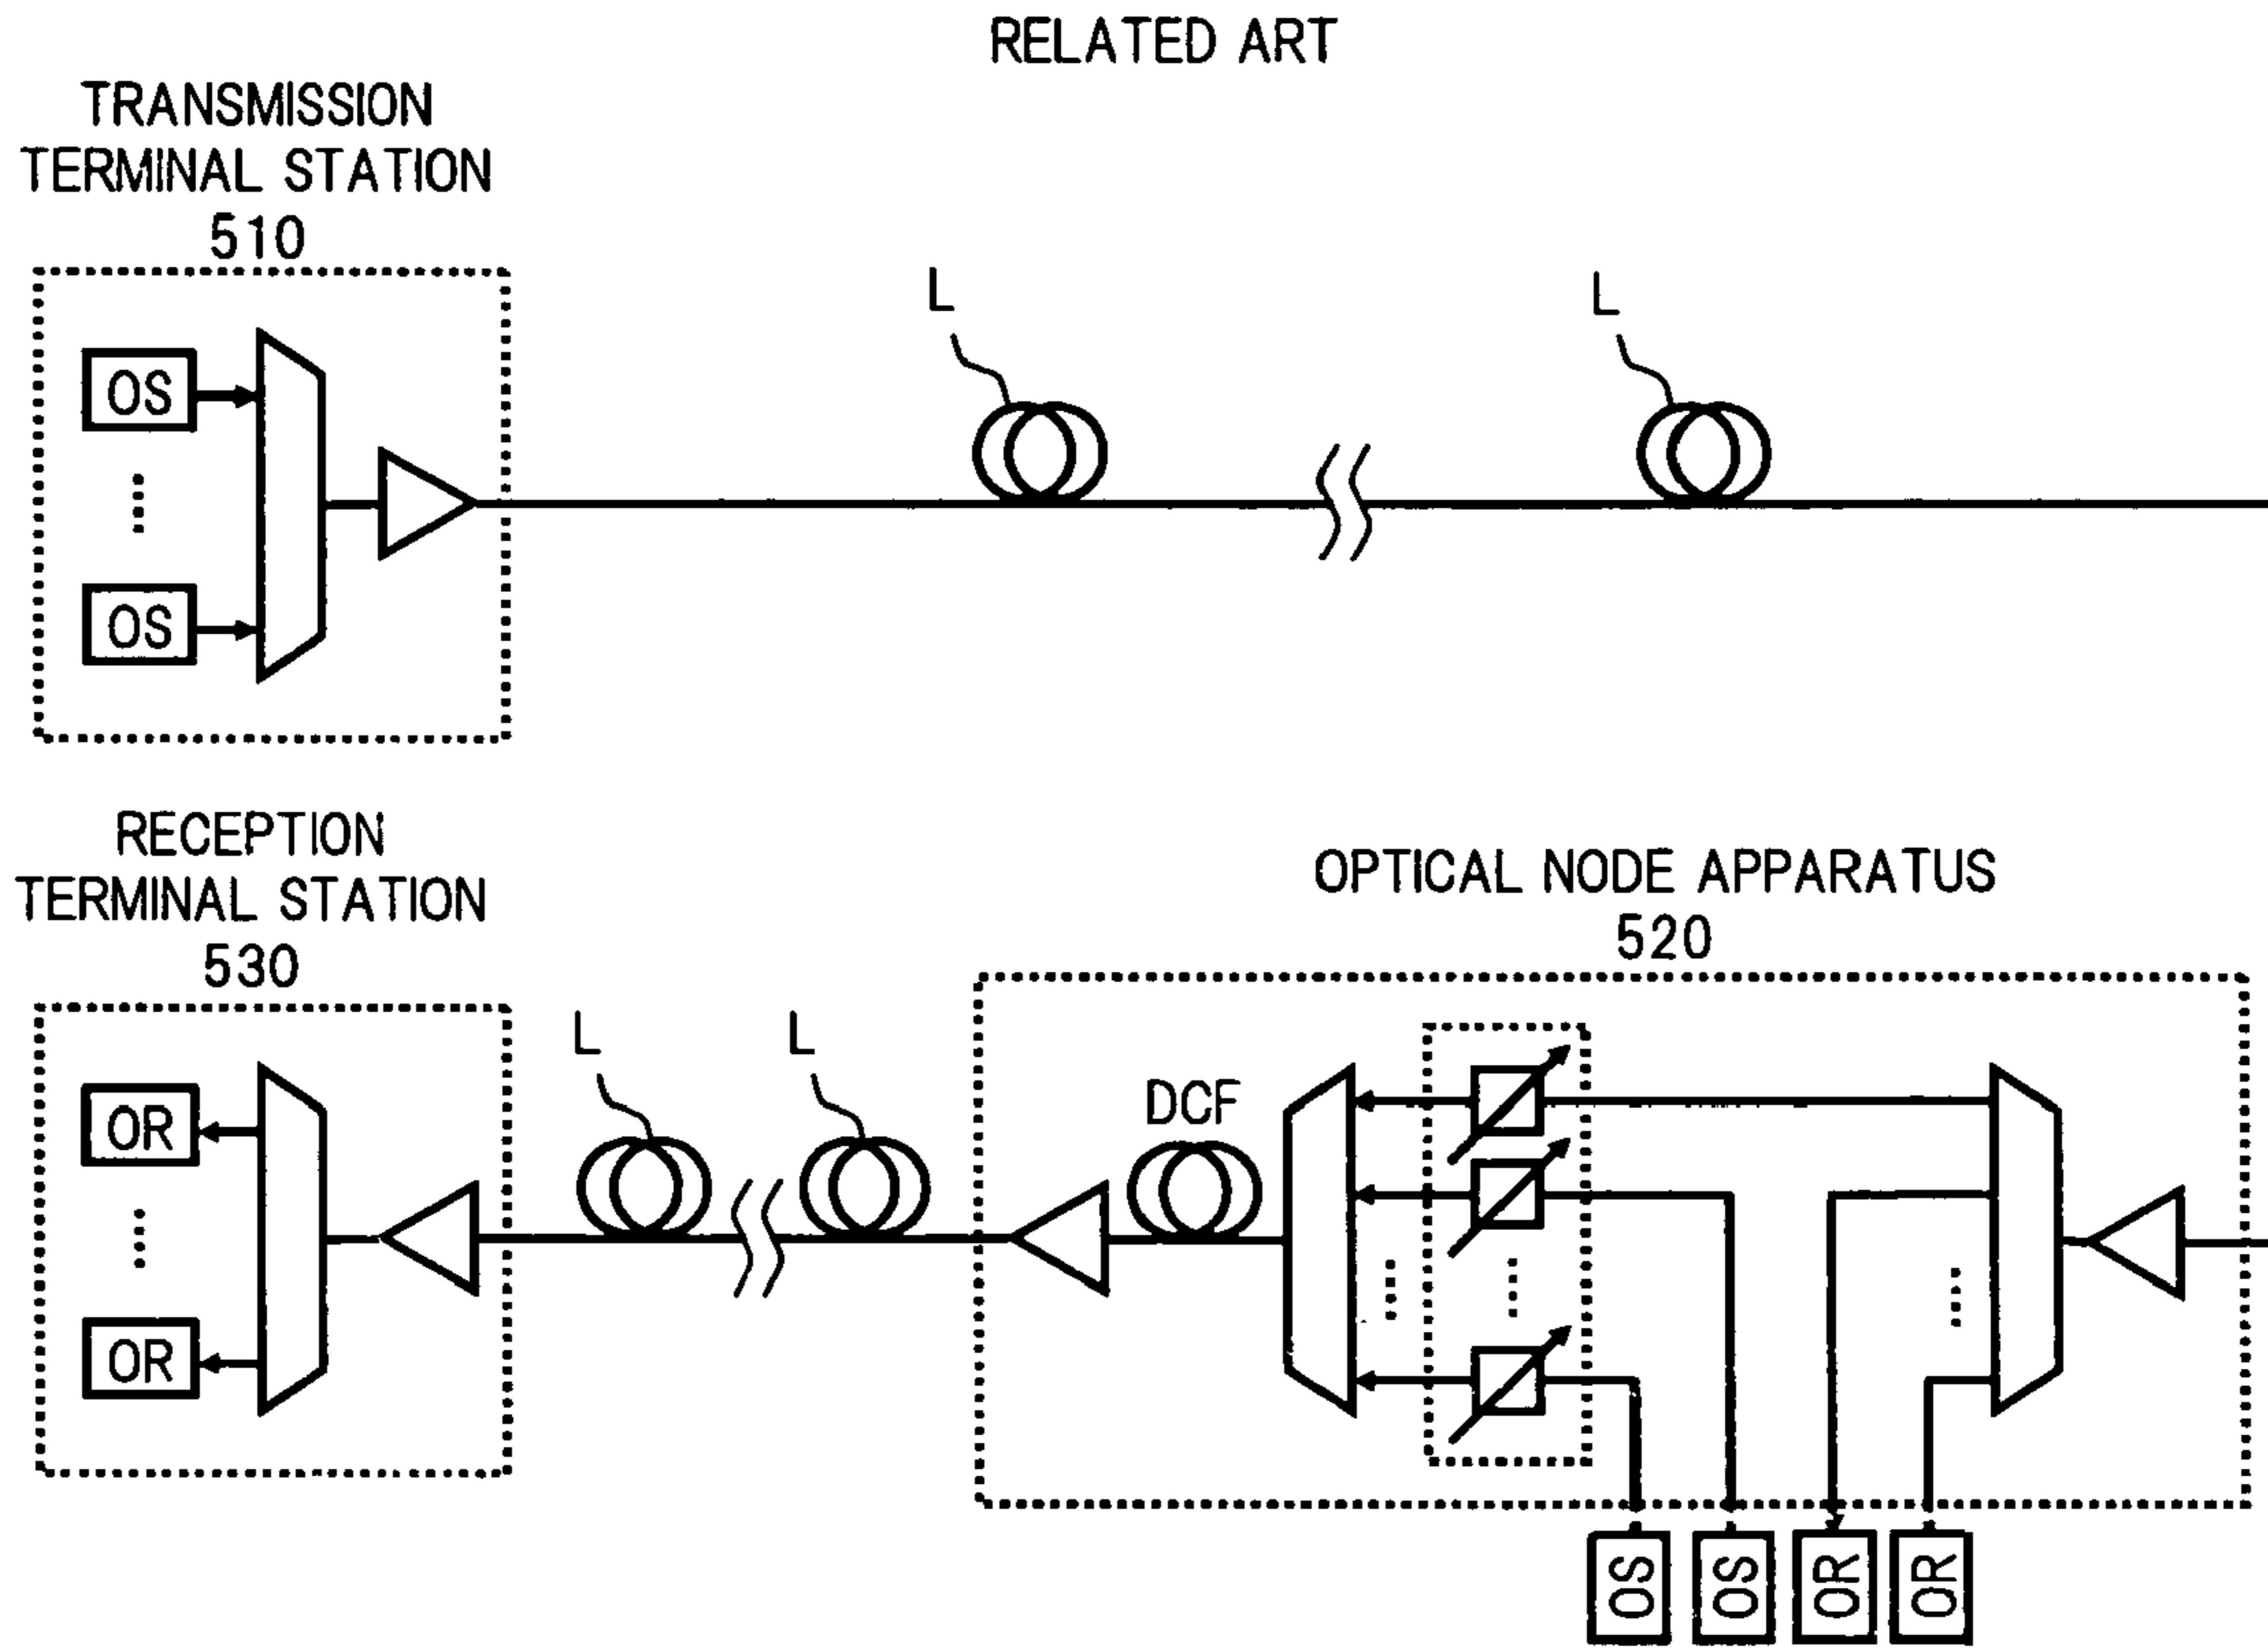 RELATED ART
TRANSMISSION
TERMINAL STATION
510
L
L
OS
OS
RECEPTION
TERMINAL STATION
530
OPTICAL NODE APPARATUS
520
L
L
DCF
OR
OR
OS
OS
OR
OR